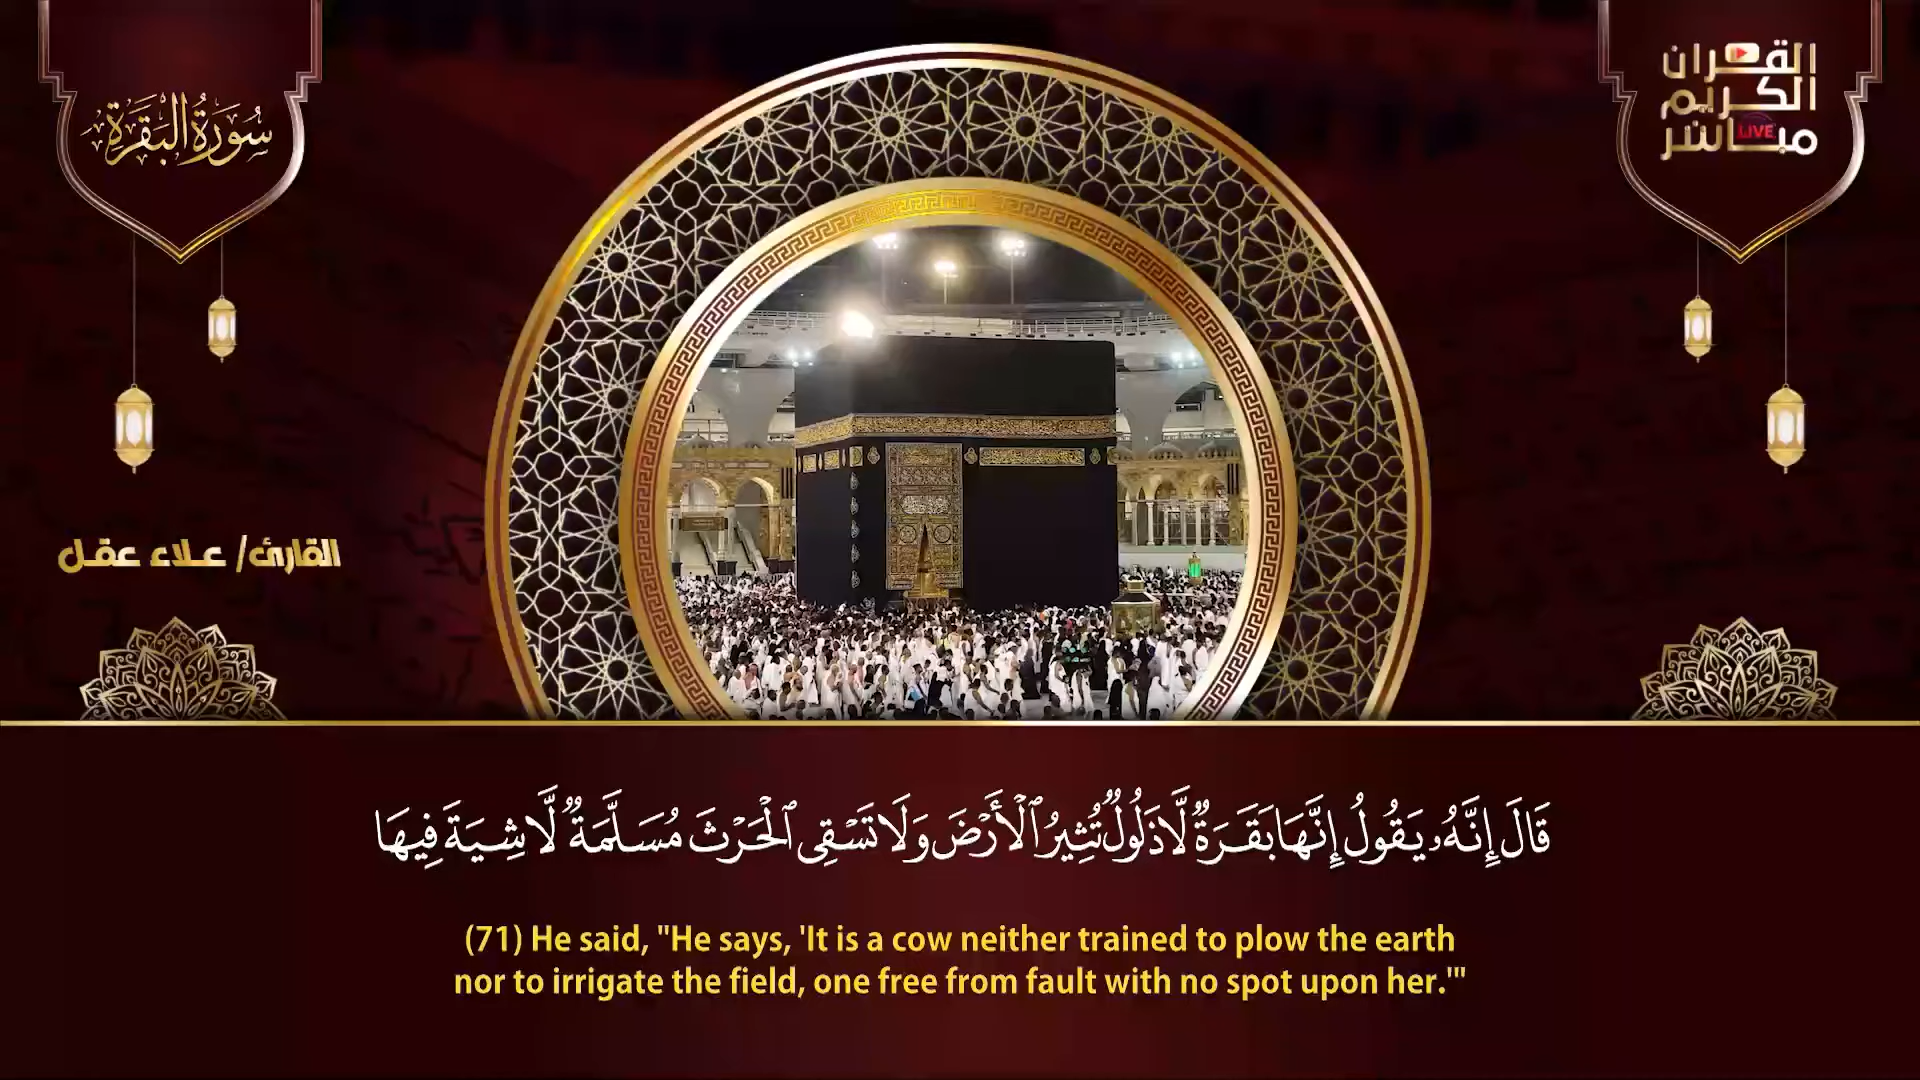 سُورَةُ البَقَرَةِ
القرآن
الكريم
مباشر
LIVE
القارئ/ علاء عقل
قَالَ إِنَّهُۥ يَقُولُ إِنَّهَا بَقَرَةٌ لَّا ذَلُولٌ تُثِيرُ ٱلْأَرْضَ وَلَا تَسْقِى ٱلْحَرْثَ مُسَلَّمَةٌ لَّا شِيَةَ فِيهَا
(71) He said, "He says, 'It is a cow neither trained to plow the earth
nor to irrigate the field, one free from fault with no spot upon her.'"